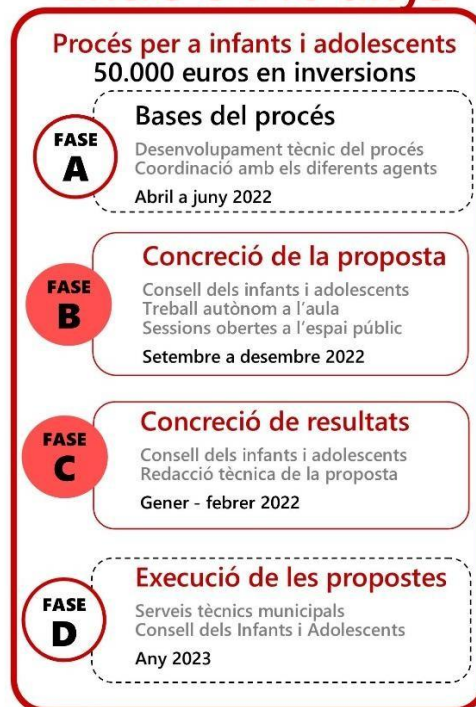 Procés per a infants i adolescents
50.000 euros en inversions
FASE
A
Bases del procés
Desenvolupament tècnic del procés
Coordinació amb els diferents agents
Abril a juny 2022
FASE
B
Concreció de la proposta
Consell dels infants i adolescents
Treball autònom a l'aula
Sessions obertes a l'espai públic
Setembre a desembre 2022
FASE
C
Concreció de resultats
Consell dels infants i adolescents
Redacció tècnica de la proposta
Gener - febrer 2022
FASE
D
Execució de les propostes
Serveis tècnics municipals
Consell dels Infants i Adolescents
Any 2023